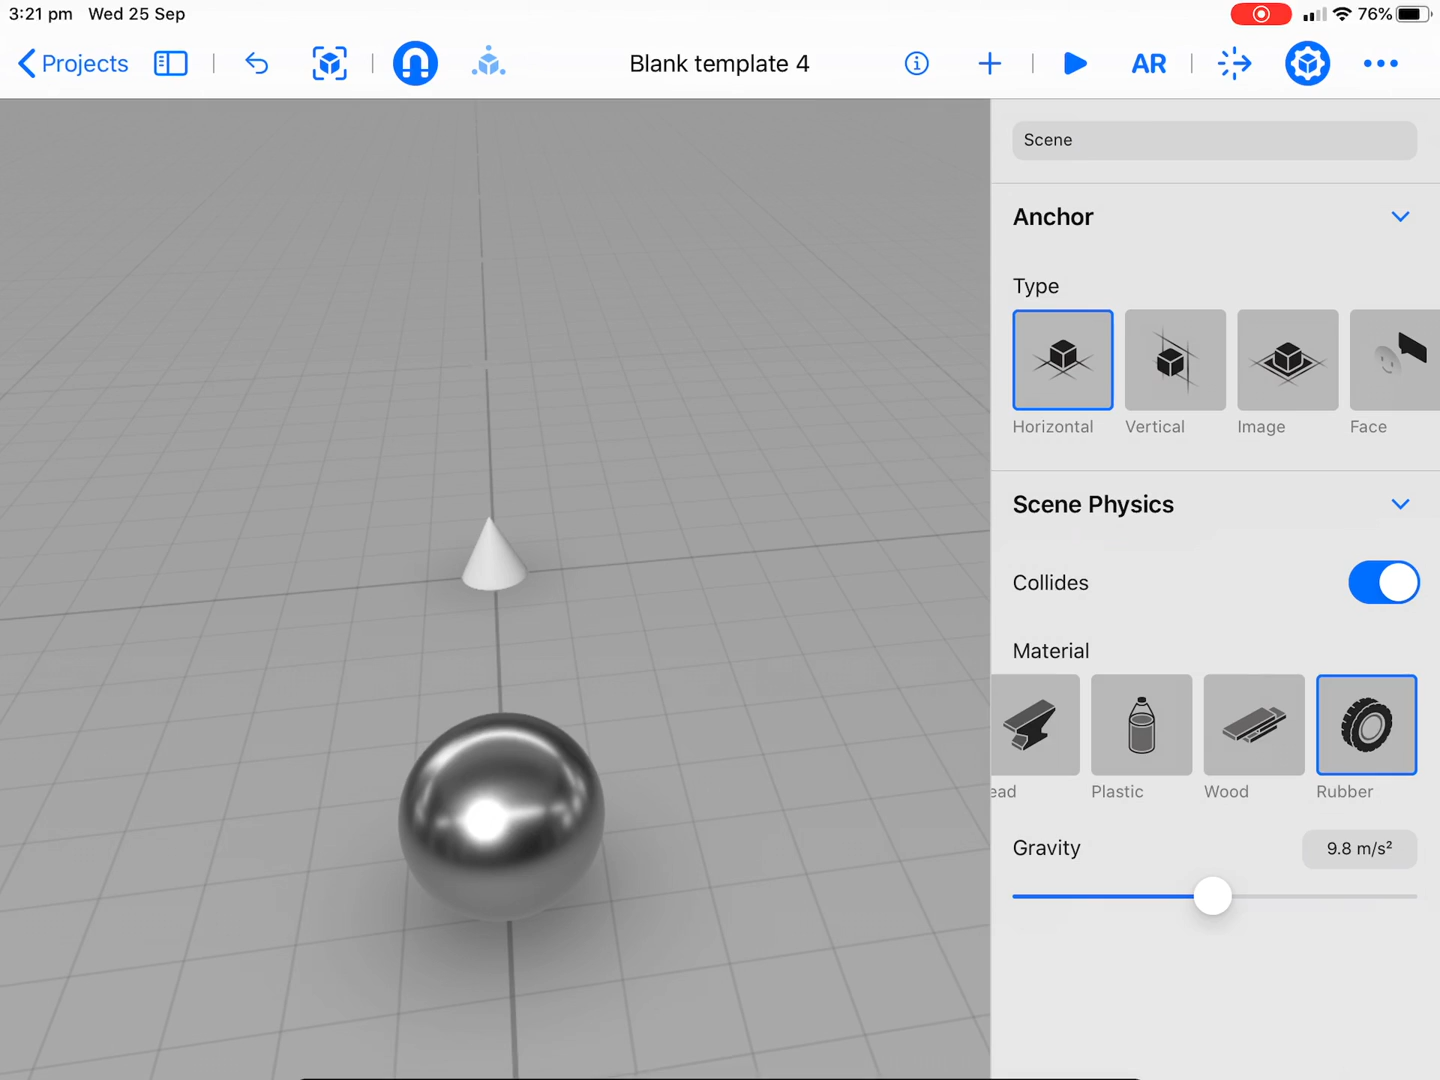 3:21 pm Wed 25 Sep 76%
Projects Blank template 4 AR
Scene
Anchor
Type
Horizontal Vertical Image Face
Scene Physics
Collides
Material
ead Plastic Wood Rubber
Gravity 9.8 m/s²